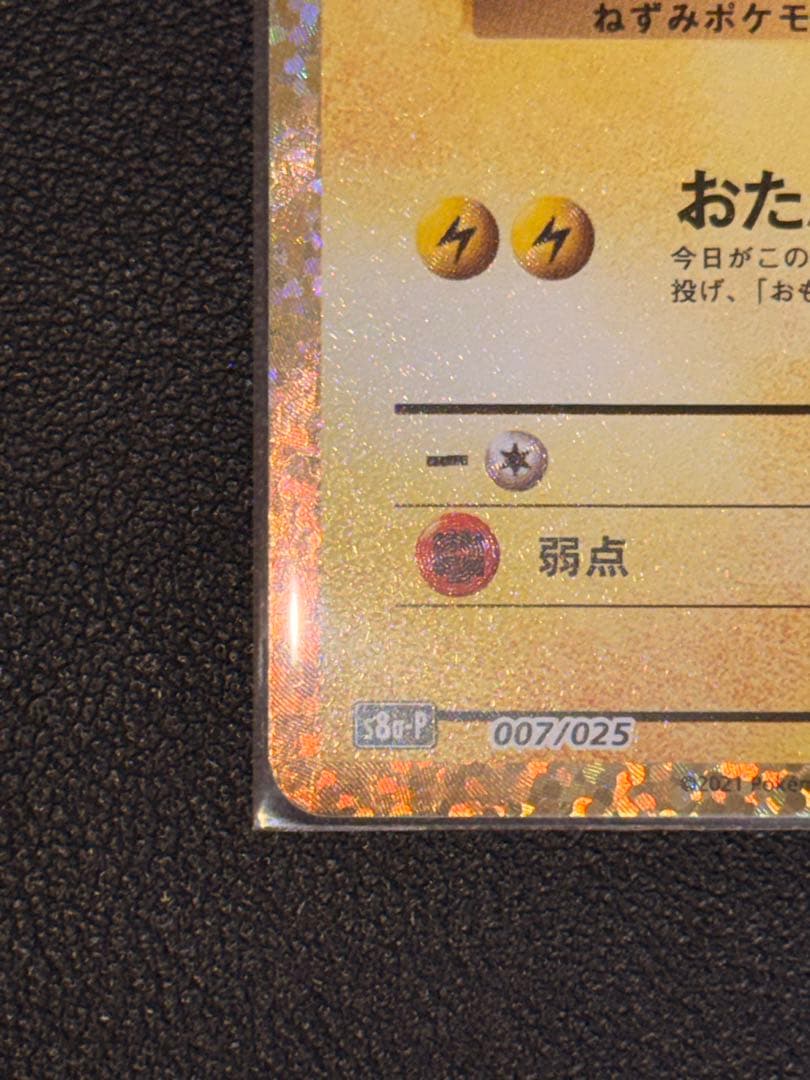 ねずみポケモ
おた
今日がこの
投げ、「おも
弱点
s8a-P
007/025
©2021 Poké